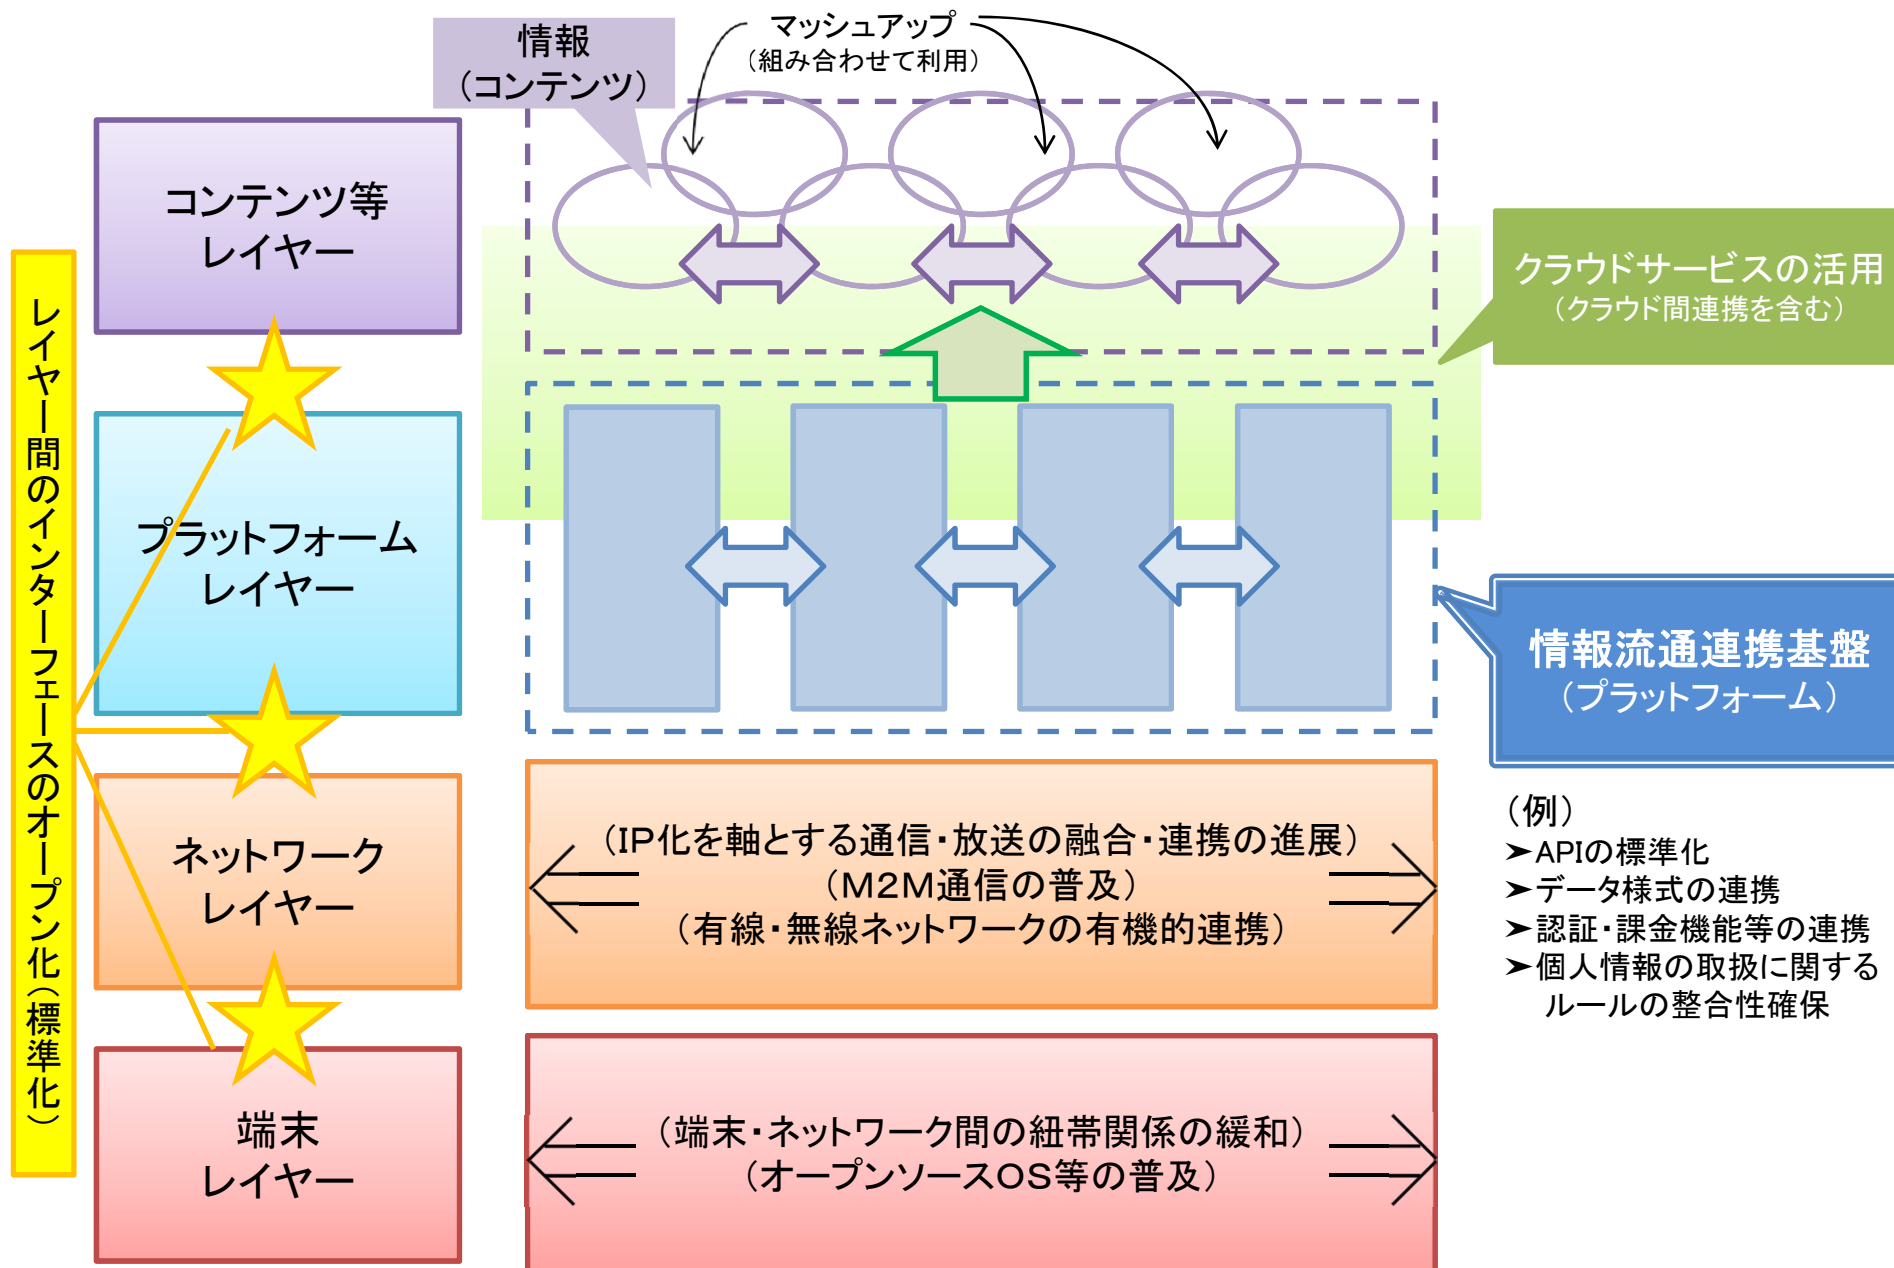 マッシュアップ
（組み合わせて利用）
情報
（コンテンツ）
コンテンツ等
レイヤー
クラウドサービスの活用
（クラウド間連携を含む）
レイヤー間のインターフェースのオープン化（標準化）
プラットフォーム
レイヤー
情報流通連携基盤
（プラットフォーム）
ネットワーク
レイヤー
（IP化を軸とする通信・放送の融合・連携の進展）
（M2M通信の普及）
（有線・無線ネットワークの有機的連携）
（例）
➢APIの標準化
➢データ様式の連携
➢認証・課金機能等の連携
➢個人情報の取扱に関する
ルールの整合性確保
端末
レイヤー
（端末・ネットワーク間の紐帯関係の緩和）
（オープンソースOS等の普及）